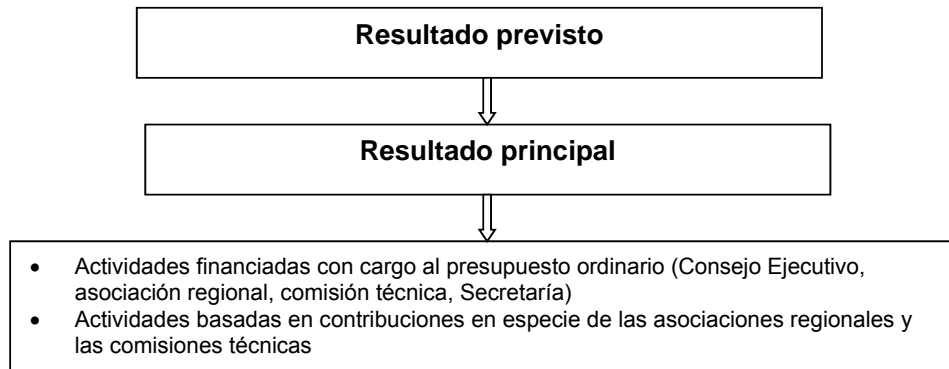 Resultado previsto
Resultado principal
• Actividades financiadas con cargo al presupuesto ordinario (Consejo Ejecutivo,
asociación regional, comisión técnica, Secretaría)
• Actividades basadas en contribuciones en especie de las asociaciones regionales y
las comisiones técnicas